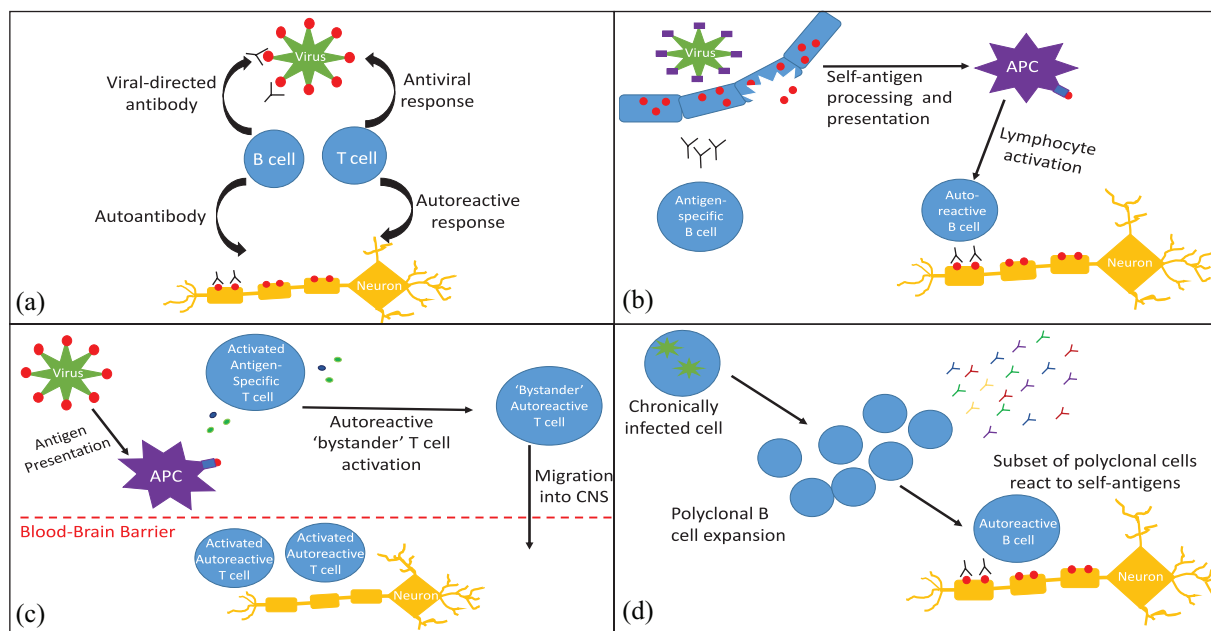 Virus
Viral-directed
antibody
Antiviral
response
B cell
T cell
Autoantibody
Autoreactive
response
Neuron
(a)
Virus
Self-antigen
processing and
presentation
APC
Lymphocyte
activation
Antigen-
specific
B cell
Auto-
reactive
B cell
Neuron
(b)
Virus
Antigen
Presentation
APC
Activated
Antigen-
Specific
T cell
Autoreactive
‘bystander’ T cell
activation
‘Bystander’
Autoreactive
T cell
Migration
into CNS
Blood-Brain Barrier
Activated
Autoreactive
T cell
Activated
Autoreactive
T cell
Neuron
(c)
Chronically
infected cell
Polyclonal B
cell expansion
Subset of polyclonal cells
react to self-antigens
Autoreactive
B cell
Neuron
(d)